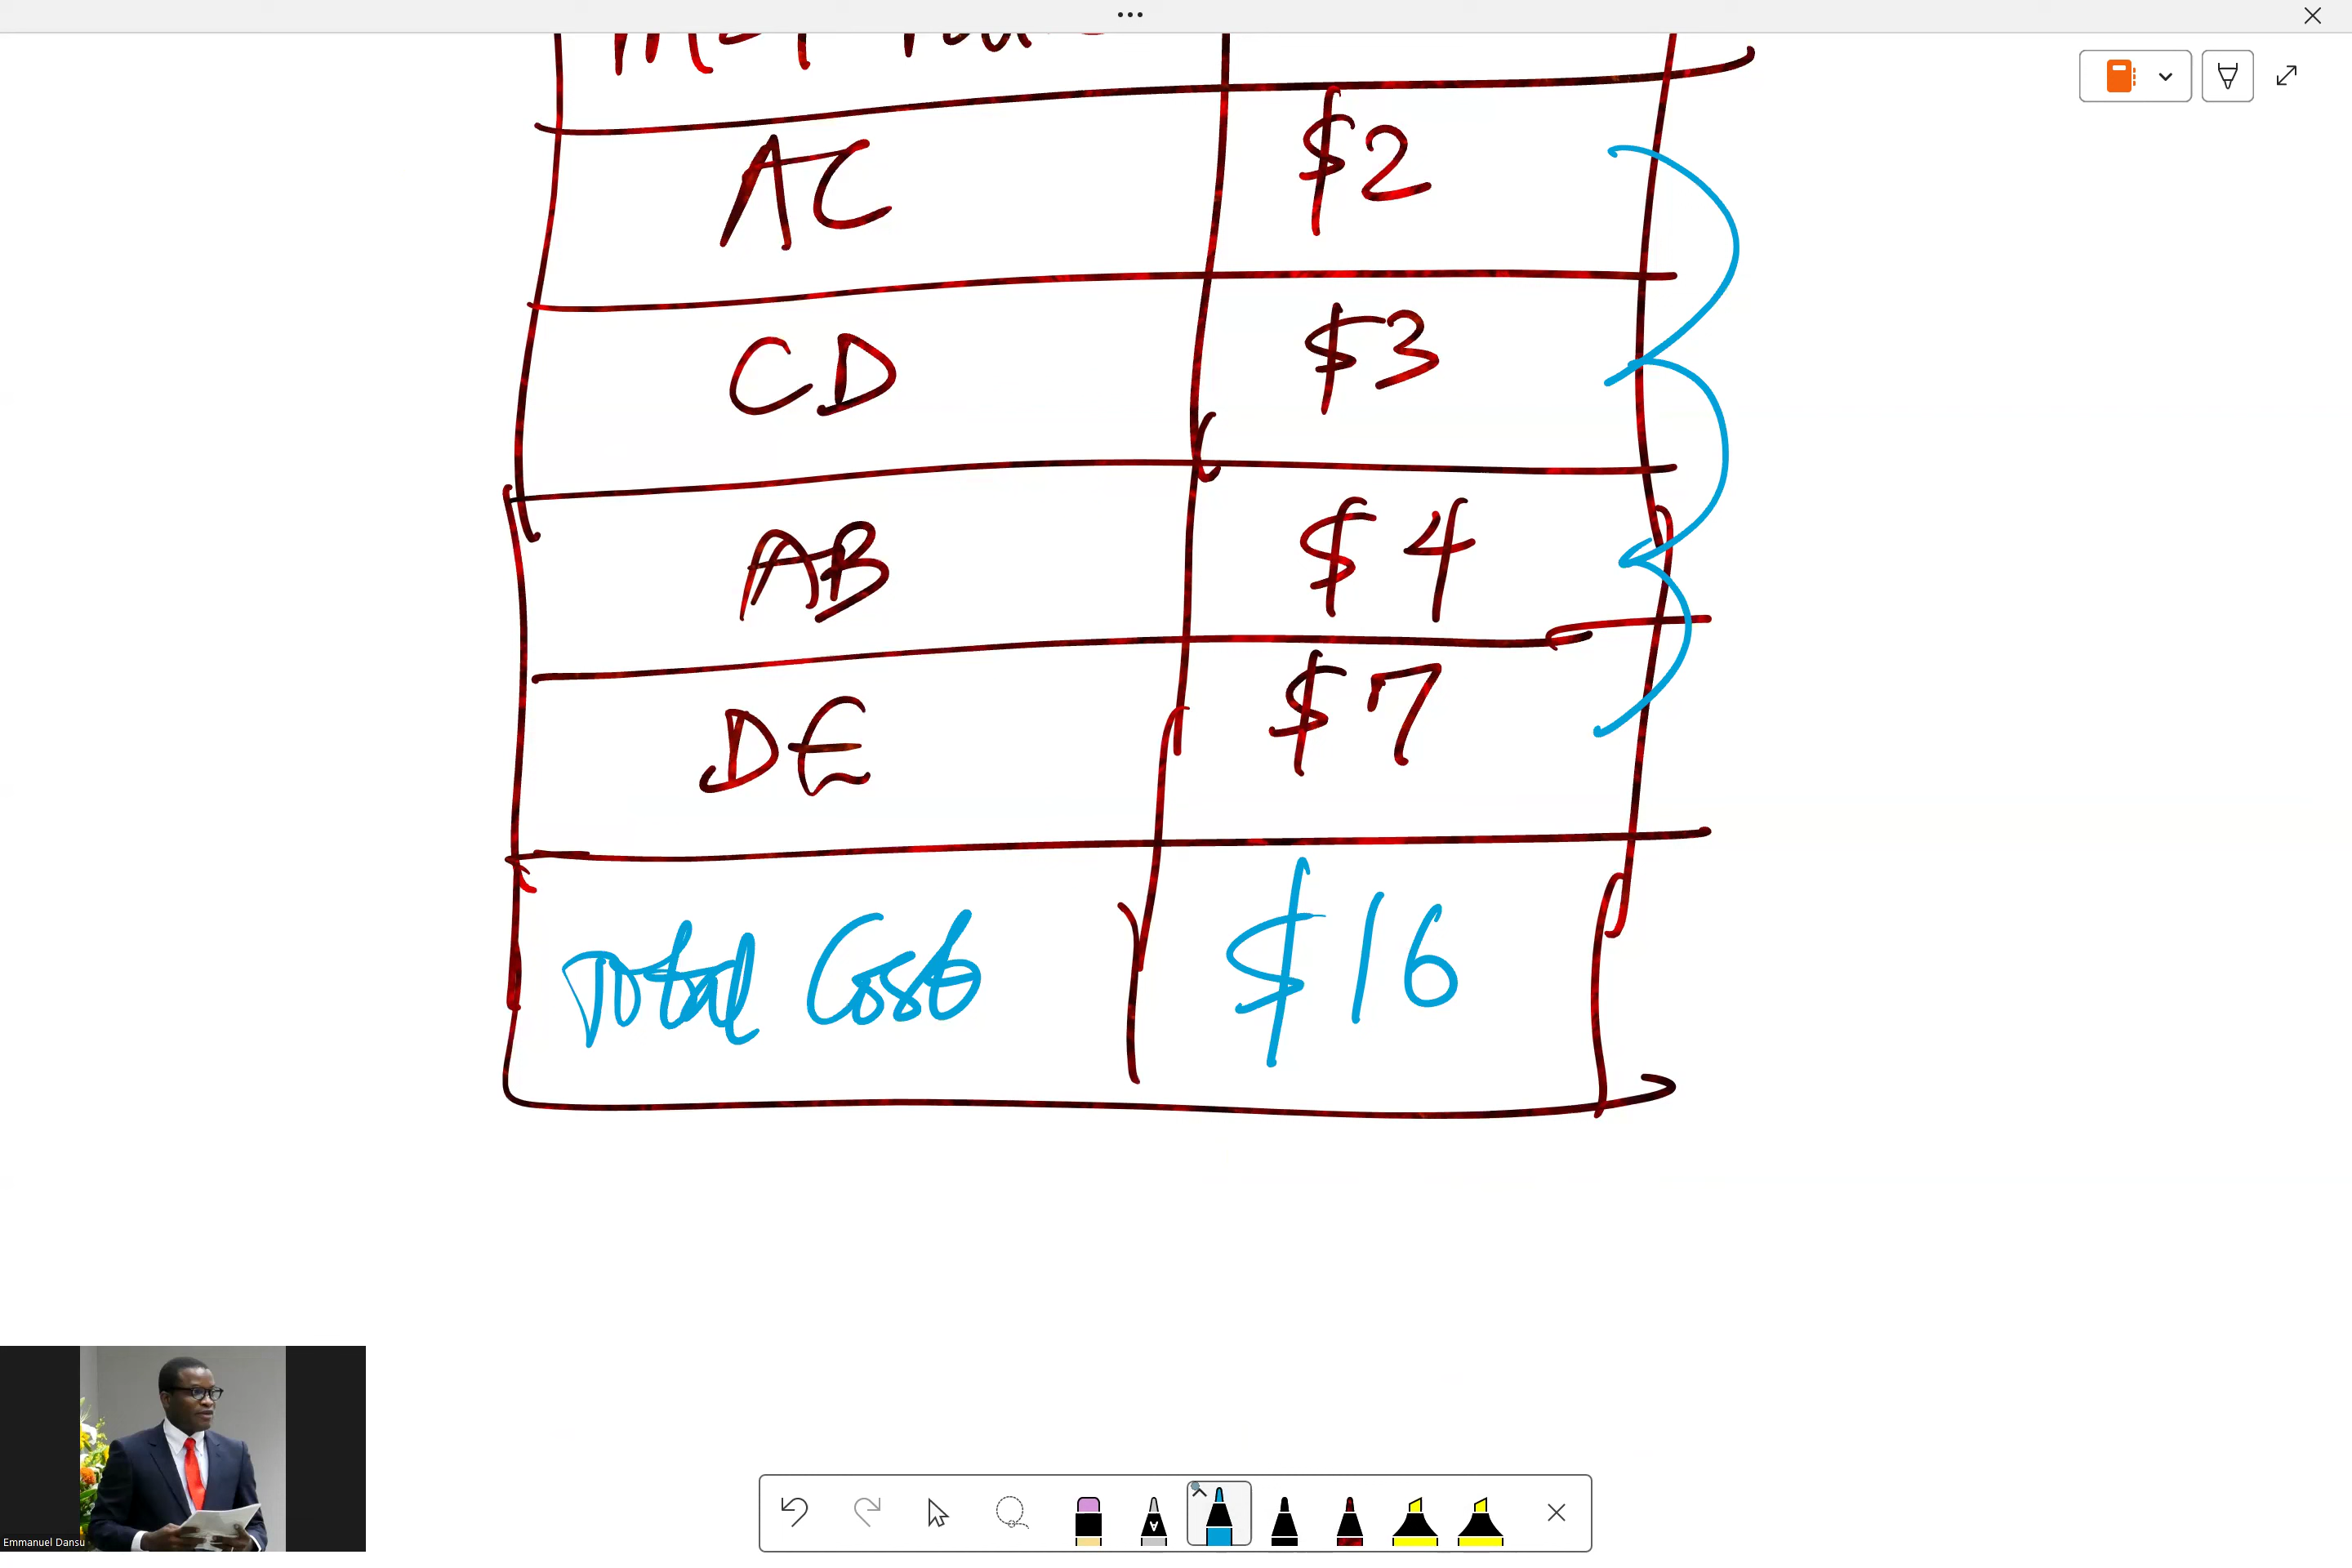 AC $2
CD $3
AB $4
DE $7
Total Cost $16
Emmanuel Dansu